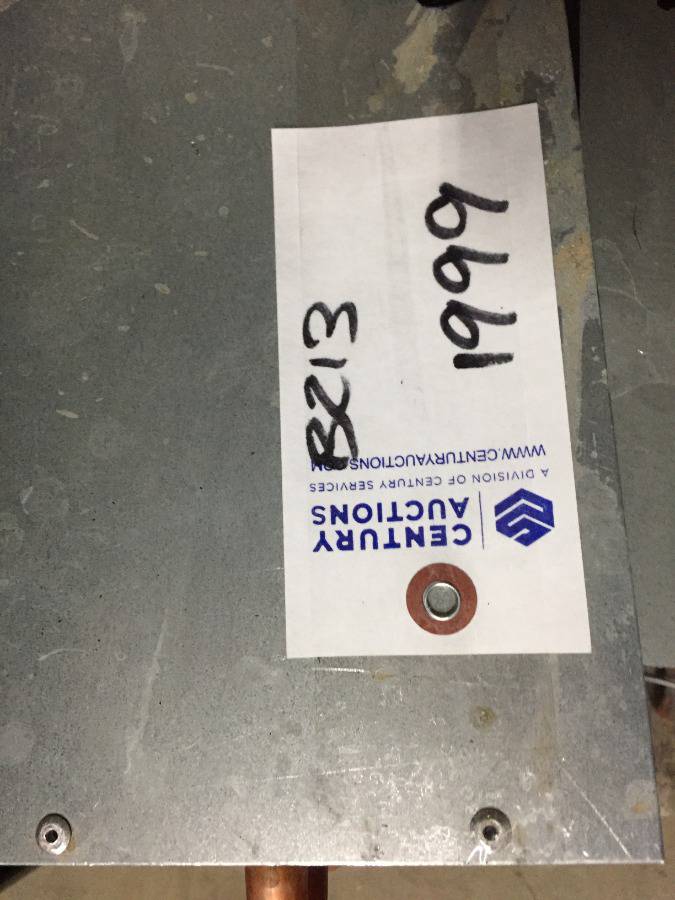 CENTURY
AUCTIONS
A DIVISION OF CENTURY SERVICES
WWW.CENTURYAUCTIONS.COM
B213
1999